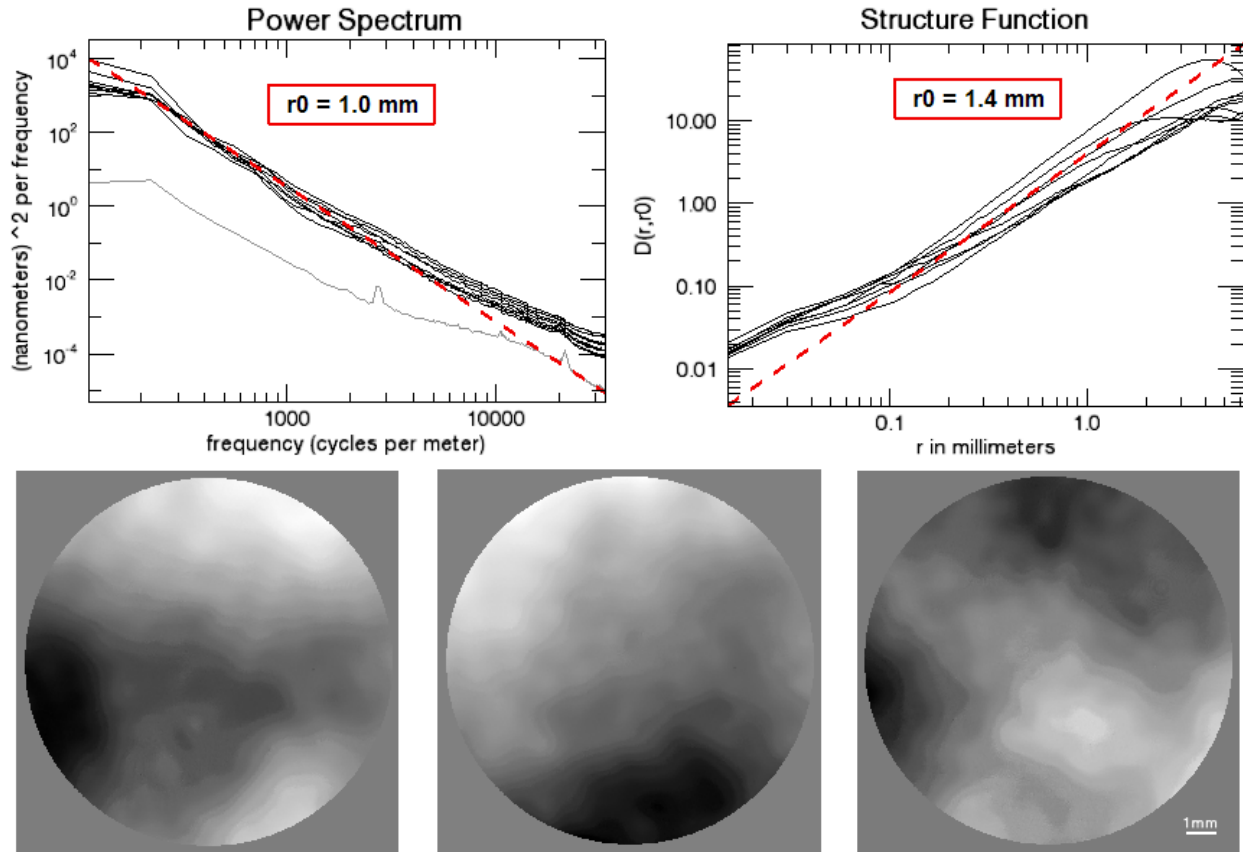 Power Spectrum
(nanometers)^2 per frequency
10^4
10^2
10^0
10^-2
10^-4
r0 = 1.0 mm
1000
10000
frequency (cycles per meter)
Structure Function
D(r,r0)
10.00
1.00
0.10
0.01
r0 = 1.4 mm
0.1
1.0
r in millimeters
1mm